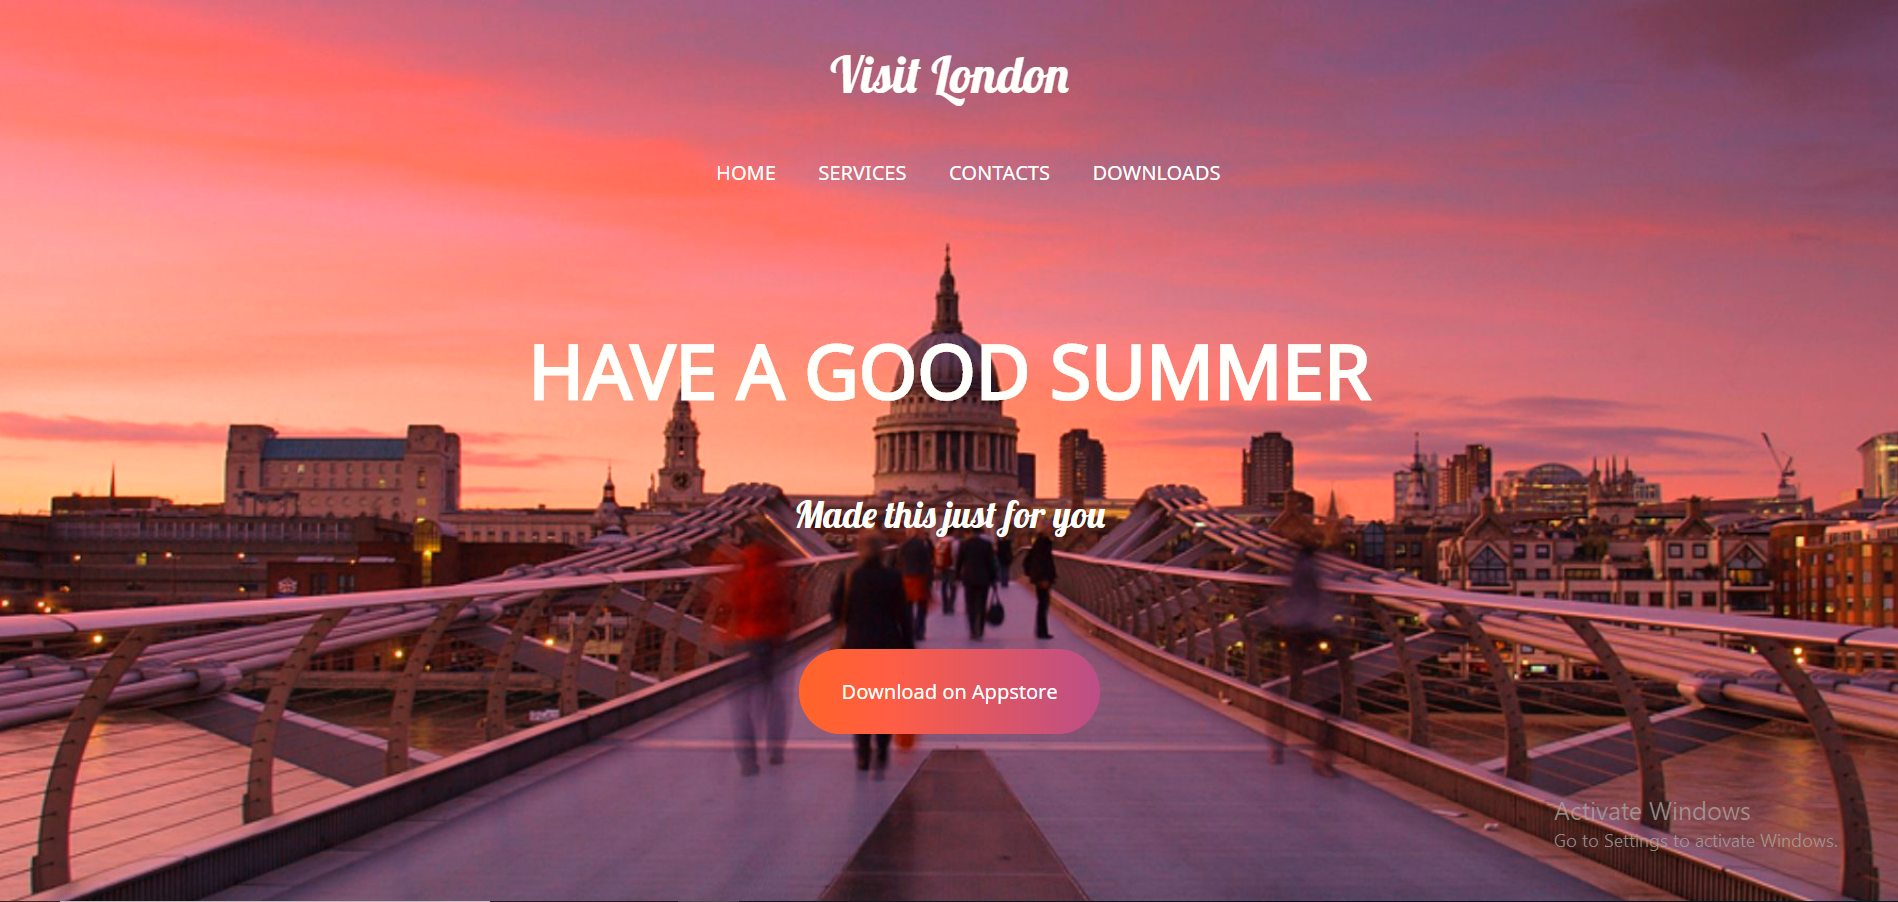 Visit London
HOME SERVICES CONTACTS DOWNLOADS
HAVE A GOOD SUMMER
Made this just for you
Download on Appstore
Activate Windows
Go to Settings to activate Windows.